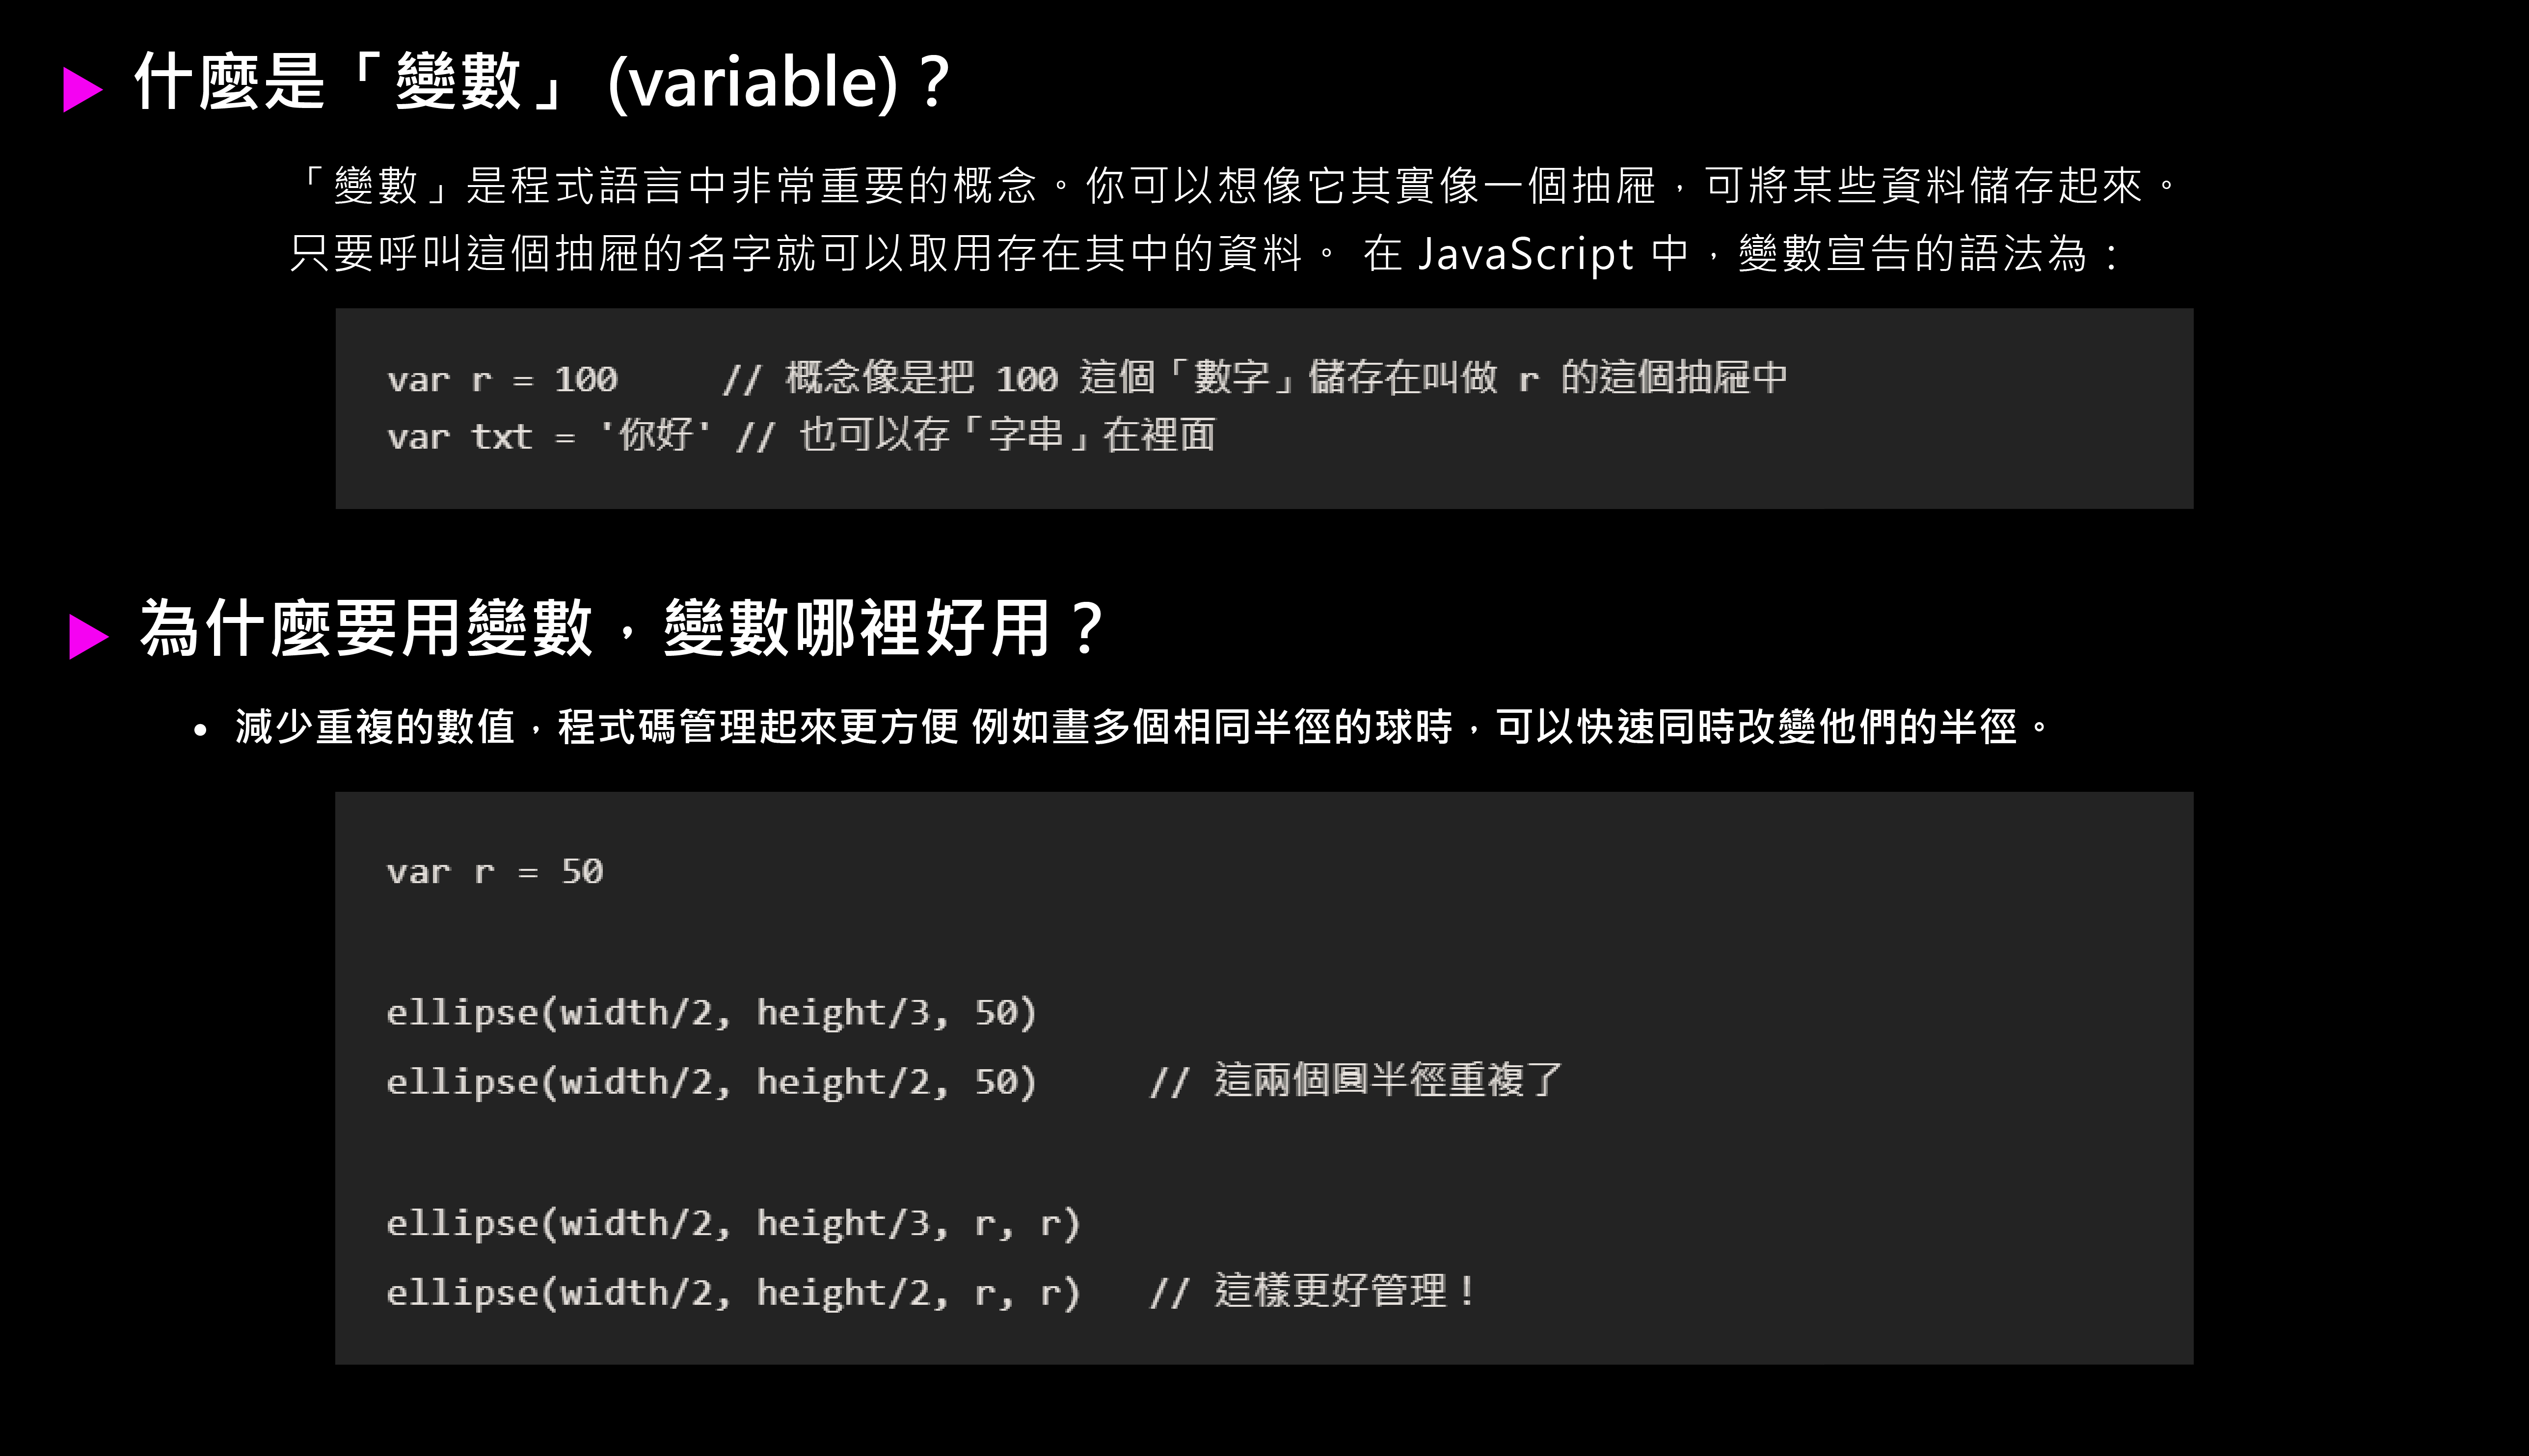 什麼是「變數」 (variable)？
「變數」是程式語言中非常重要的概念。你可以想像它其實像一個抽屜，可將某些資料儲存起來。
只要呼叫這個抽屜的名字就可以取用存在其中的資料。 在 JavaScript 中，變數宣告的語法為：
var r = 100     // 概念像是把 100 這個「數字」儲存在叫做 r 的這個抽屜中
var txt = '你好' // 也可以存「字串」在裡面
為什麼要用變數，變數哪裡好用？
• 減少重複的數值，程式碼管理起來更方便 例如畫多個相同半徑的球時，可以快速同時改變他們的半徑。
var r = 50
ellipse(width/2, height/3, 50)
ellipse(width/2, height/2, 50)     // 這兩個圓半徑重複了
ellipse(width/2, height/3, r, r)
ellipse(width/2, height/2, r, r)   // 這樣更好管理！